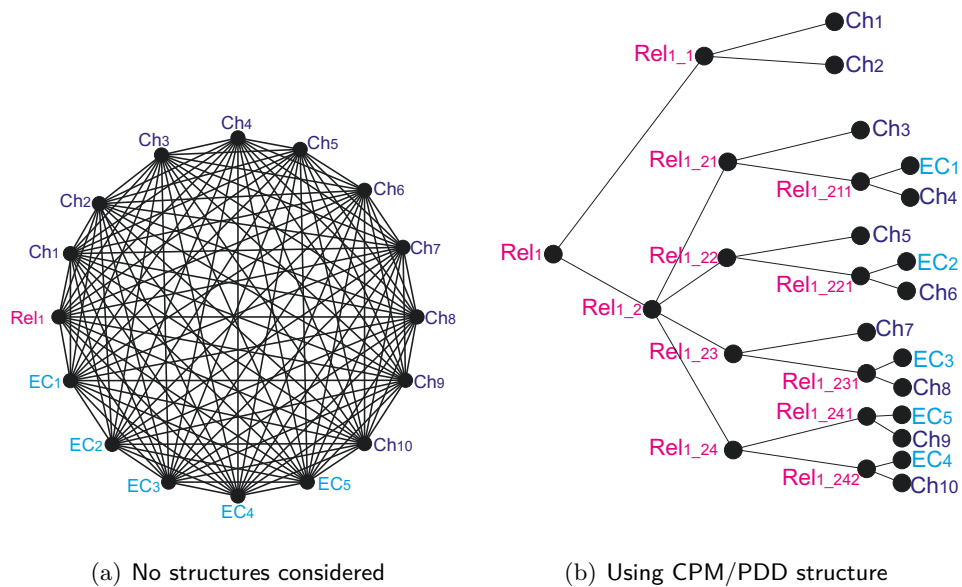 Ch4
Ch3
Ch5
Ch2
Ch6
Ch1
Ch7
Rel1
Ch8
EC1
Ch9
EC2
Ch10
EC3
EC5
EC4
(a) No structures considered
Ch1
Rel1_1
Ch2
Ch3
Rel1_21
EC1
Rel1_211
Ch4
Ch5
Rel1
Rel1_22
EC2
Rel1_221
Ch6
Rel1_2
Ch7
Rel1_23
EC3
Rel1_231
Ch8
Rel1_241
EC5
Ch9
Rel1_24
EC4
Rel1_242
Ch10
(b) Using CPM/PDD structure